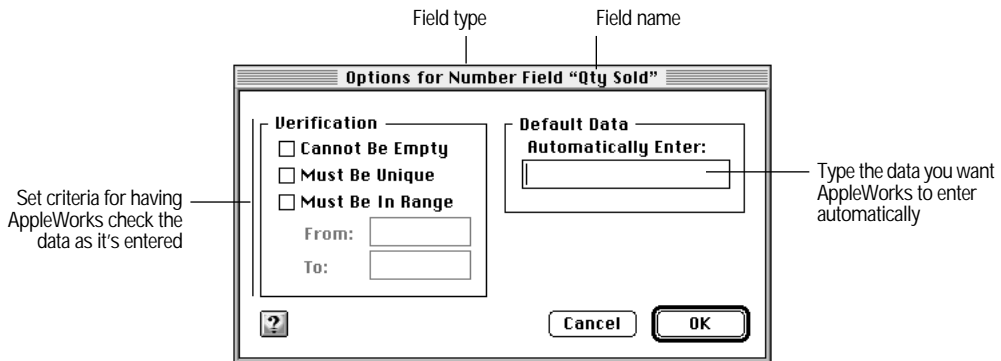 Field type
Field name
Options for Number Field “Qty Sold”
Verification
Cannot Be Empty
Must Be Unique
Must Be In Range
From:
To:
Default Data
Automatically Enter:
Set criteria for having
AppleWorks check the
data as it’s entered
Type the data you want
AppleWorks to enter
automatically
?
Cancel
OK